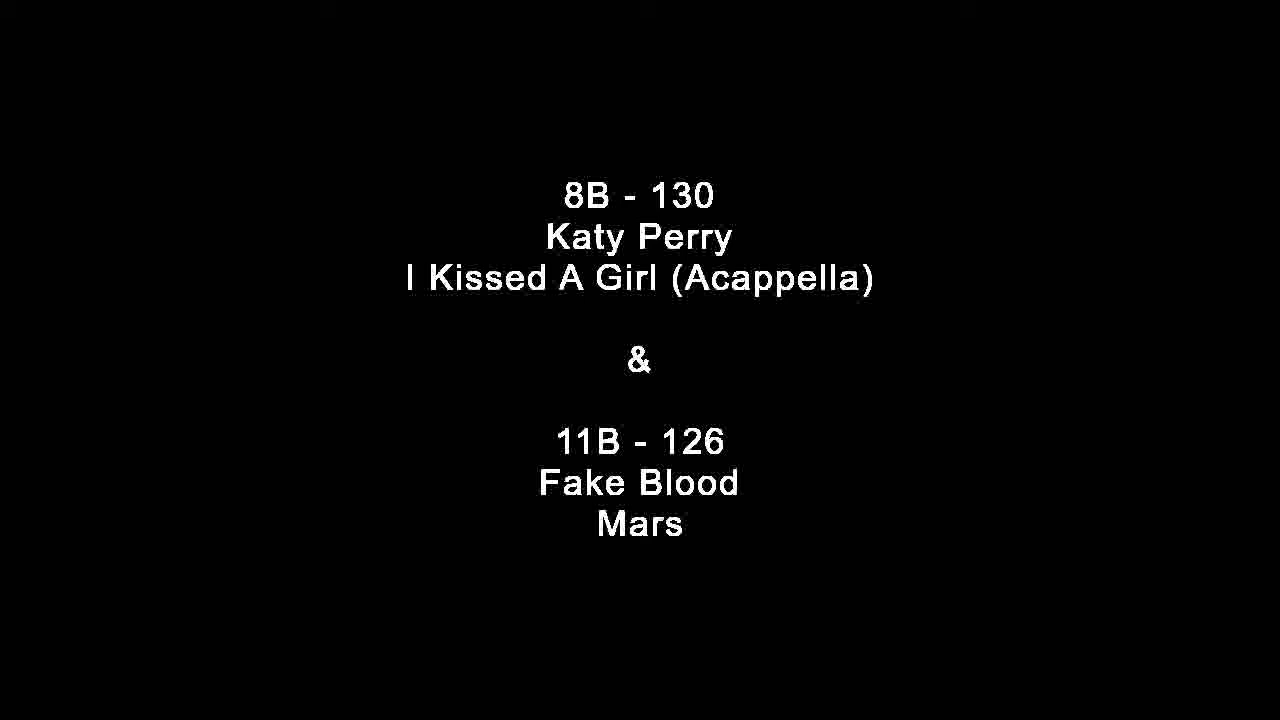 8B - 130
Katy Perry
I Kissed A Girl (Acappella)
&
11B - 126
Fake Blood
Mars